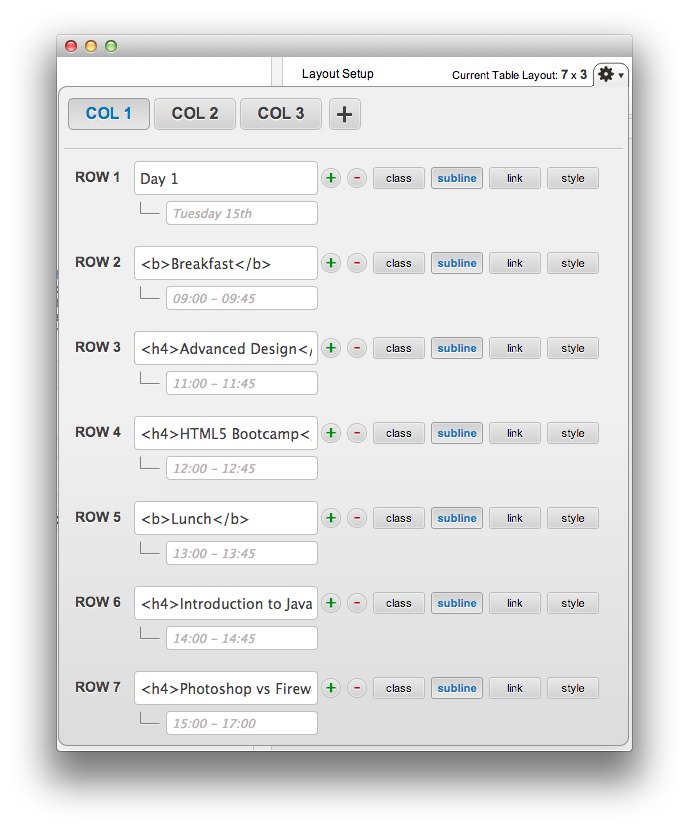 Layout Setup
Current Table Layout: 7 x 3
COL 1 COL 2 COL 3 +
ROW 1 Day 1 + - class subline link style
Tuesday 15th
ROW 2 <b>Breakfast</b> + - class subline link style
09:00 - 09:45
ROW 3 <h4>Advanced Design</ + - class subline link style
11:00 - 11:45
ROW 4 <h4>HTML5 Bootcamp< + - class subline link style
12:00 - 12:45
ROW 5 <b>Lunch</b> + - class subline link style
13:00 - 13:45
ROW 6 <h4>Introduction to Java + - class subline link style
14:00 - 14:45
ROW 7 <h4>Photoshop vs Firew + - class subline link style
15:00 - 17:00